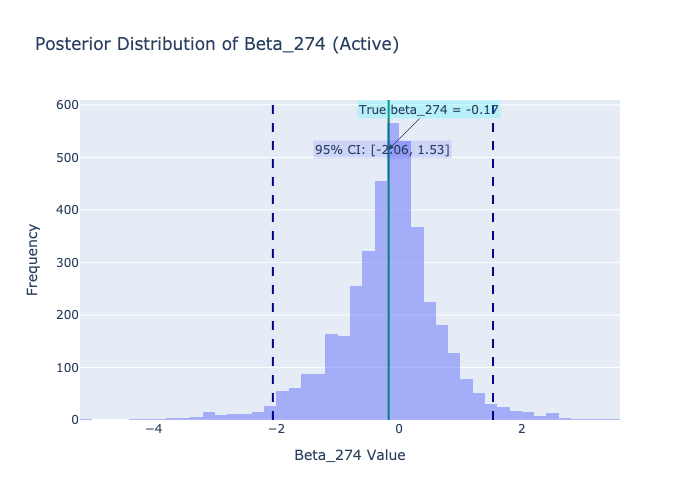 Posterior Distribution of Beta_274 (Active)
True beta_274 = -0.17
95% CI: [-2.06, 1.53]
600
500
400
300
200
100
0
Frequency
−4
−2
0
2
Beta_274 Value